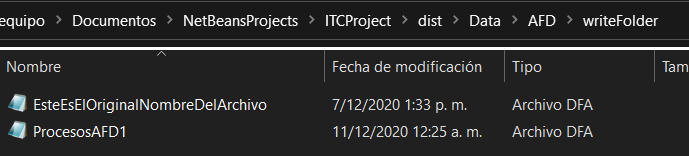 equipo > Documentos > NetBeansProjects > ITCProject > dist > Data > AFD > writeFolder
Nombre Fecha de modificación Tipo Tam
EsteEsElOriginalNombreDelArchivo 7/12/2020 1:33 p. m. Archivo DFA
ProcesosAFD1 11/12/2020 12:25 a. m. Archivo DFA